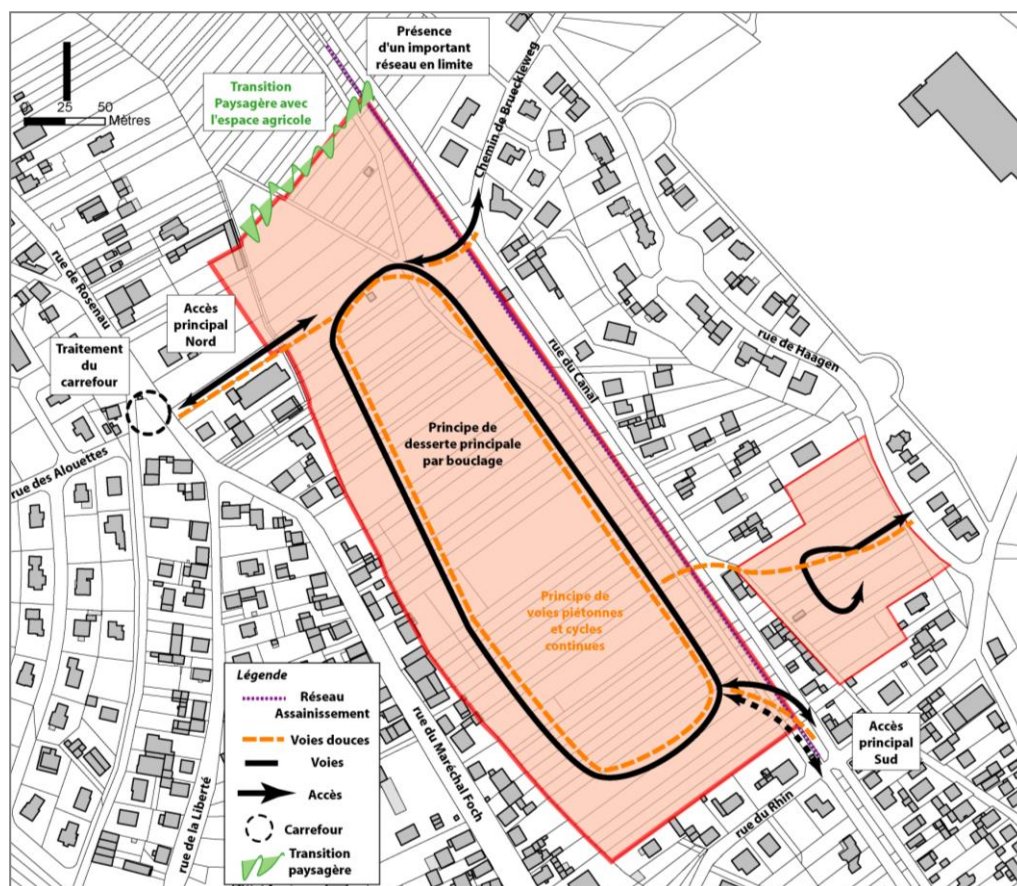 Présence
d'un important
réseau en limite
Transition
Paysagère avec
l'espace agricole
0 25 50
Mètres
Chemin de Brueckleweg
rue de Rosenau
Accès
principal
Nord
Traitement
du
carrefour
rue des Alouettes
rue du Canal
rue de Haagen
Principe de
desserte principale
par bouclage
Principe de
voies piétonnes
et cycles
continues
Accès
principal
Sud
rue du Rhin
rue du Maréchal Foch
rue de la Liberté
Légende
Réseau
Assainissement
Voies douces
Voies
Accès
Carrefour
Transition
paysagère